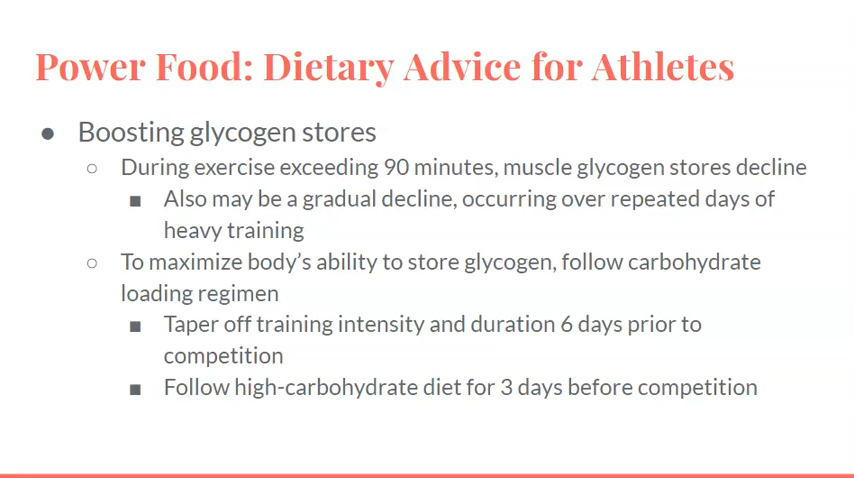 Power Food: Dietary Advice for Athletes
● Boosting glycogen stores
○ During exercise exceeding 90 minutes, muscle glycogen stores decline
■ Also may be a gradual decline, occurring over repeated days of
heavy training
○ To maximize body’s ability to store glycogen, follow carbohydrate
loading regimen
■ Taper off training intensity and duration 6 days prior to
competition
■ Follow high-carbohydrate diet for 3 days before competition